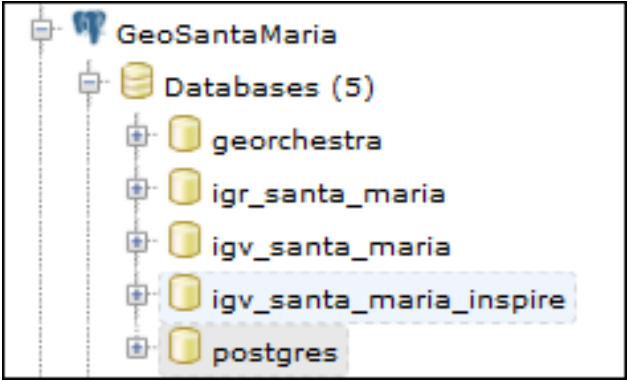 GeoSantaMaria
Databases (5)
georchestra
igr_santa_maria
igv_santa_maria
igv_santa_maria_inspire
postgres